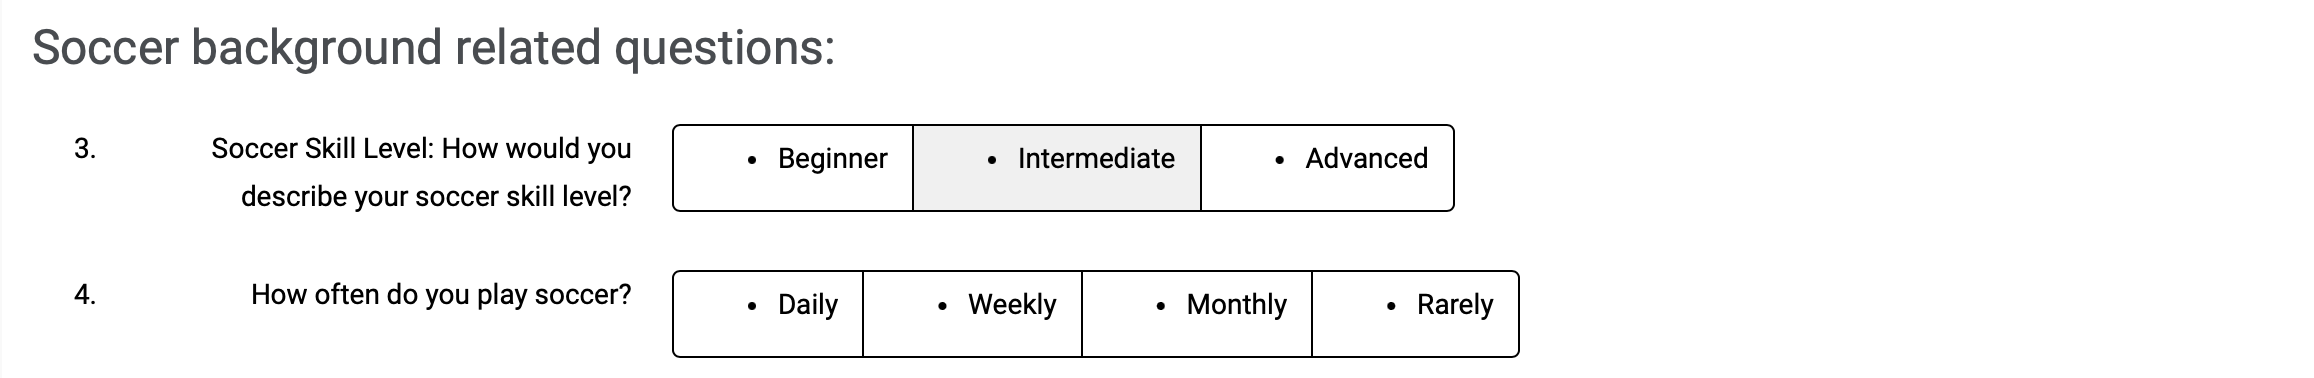 Soccer background related questions:
3. Soccer Skill Level: How would you describe your soccer skill level?
• Beginner • Intermediate • Advanced
4. How often do you play soccer?
• Daily • Weekly • Monthly • Rarely